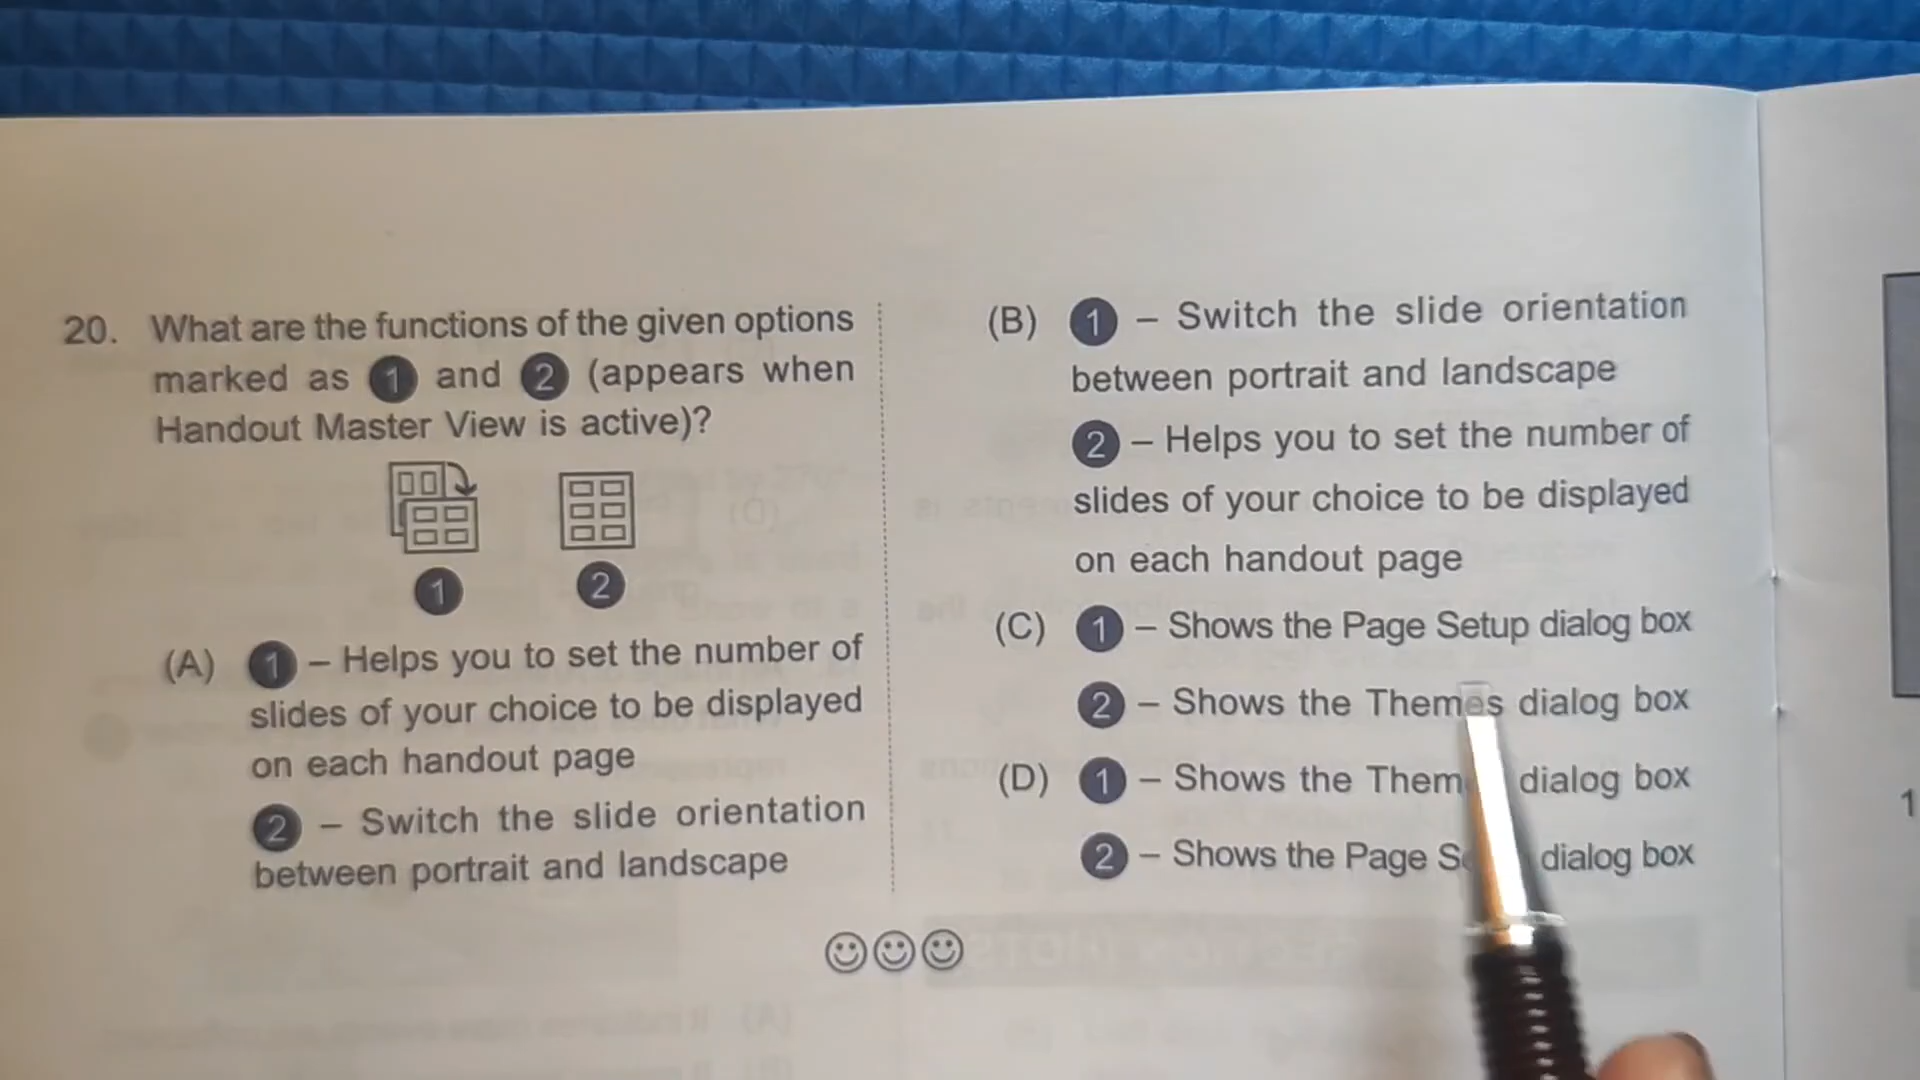 20. What are the functions of the given options
marked as 1 and 2 (appears when
Handout Master View is active)?
1 2
(A) 1 – Helps you to set the number of
slides of your choice to be displayed
on each handout page
2 – Switch the slide orientation
between portrait and landscape
(B) 1 – Switch the slide orientation
between portrait and landscape
2 – Helps you to set the number of
slides of your choice to be displayed
on each handout page
(C) 1 – Shows the Page Setup dialog box
2 – Shows the Themes dialog box
(D) 1 – Shows the dialog box
2 – Shows the Page dialog box
1